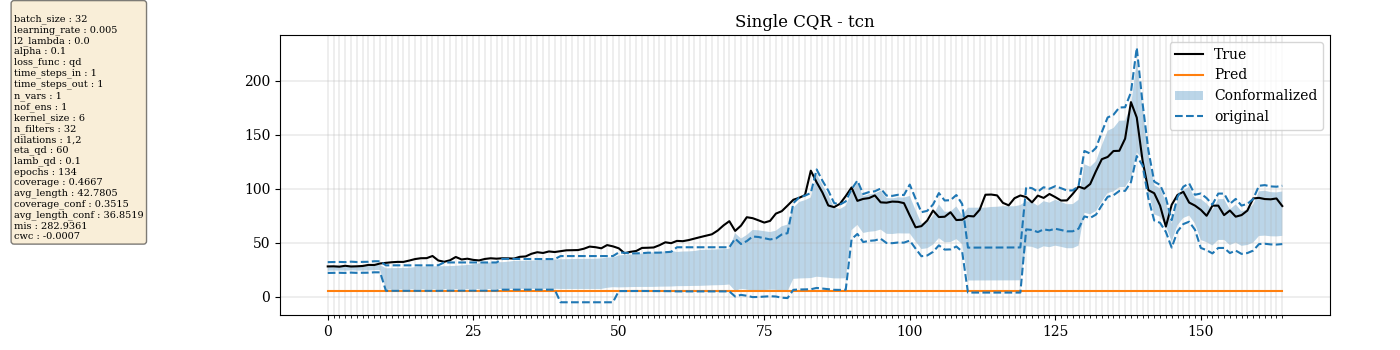 batch_size : 32
learning_rate : 0.005
l2_lambda : 0.0
alpha : 0.1
loss_func : qd
time_steps_in : 1
time_steps_out : 1
n_vars : 1
nof_ens : 1
kernel_size : 6
n_filters : 32
dilations : 1,2
eta_qd : 60
lamb_qd : 0.1
epochs : 134
coverage : 0.4667
avg_length : 42.7805
coverage_conf : 0.3515
avg_length_conf : 36.8519
mis : 282.9361
cwc : -0.0007
Single CQR - tcn
True
Pred
Conformalized
original
200
150
100
50
0
0 25 50 75 100 125 150